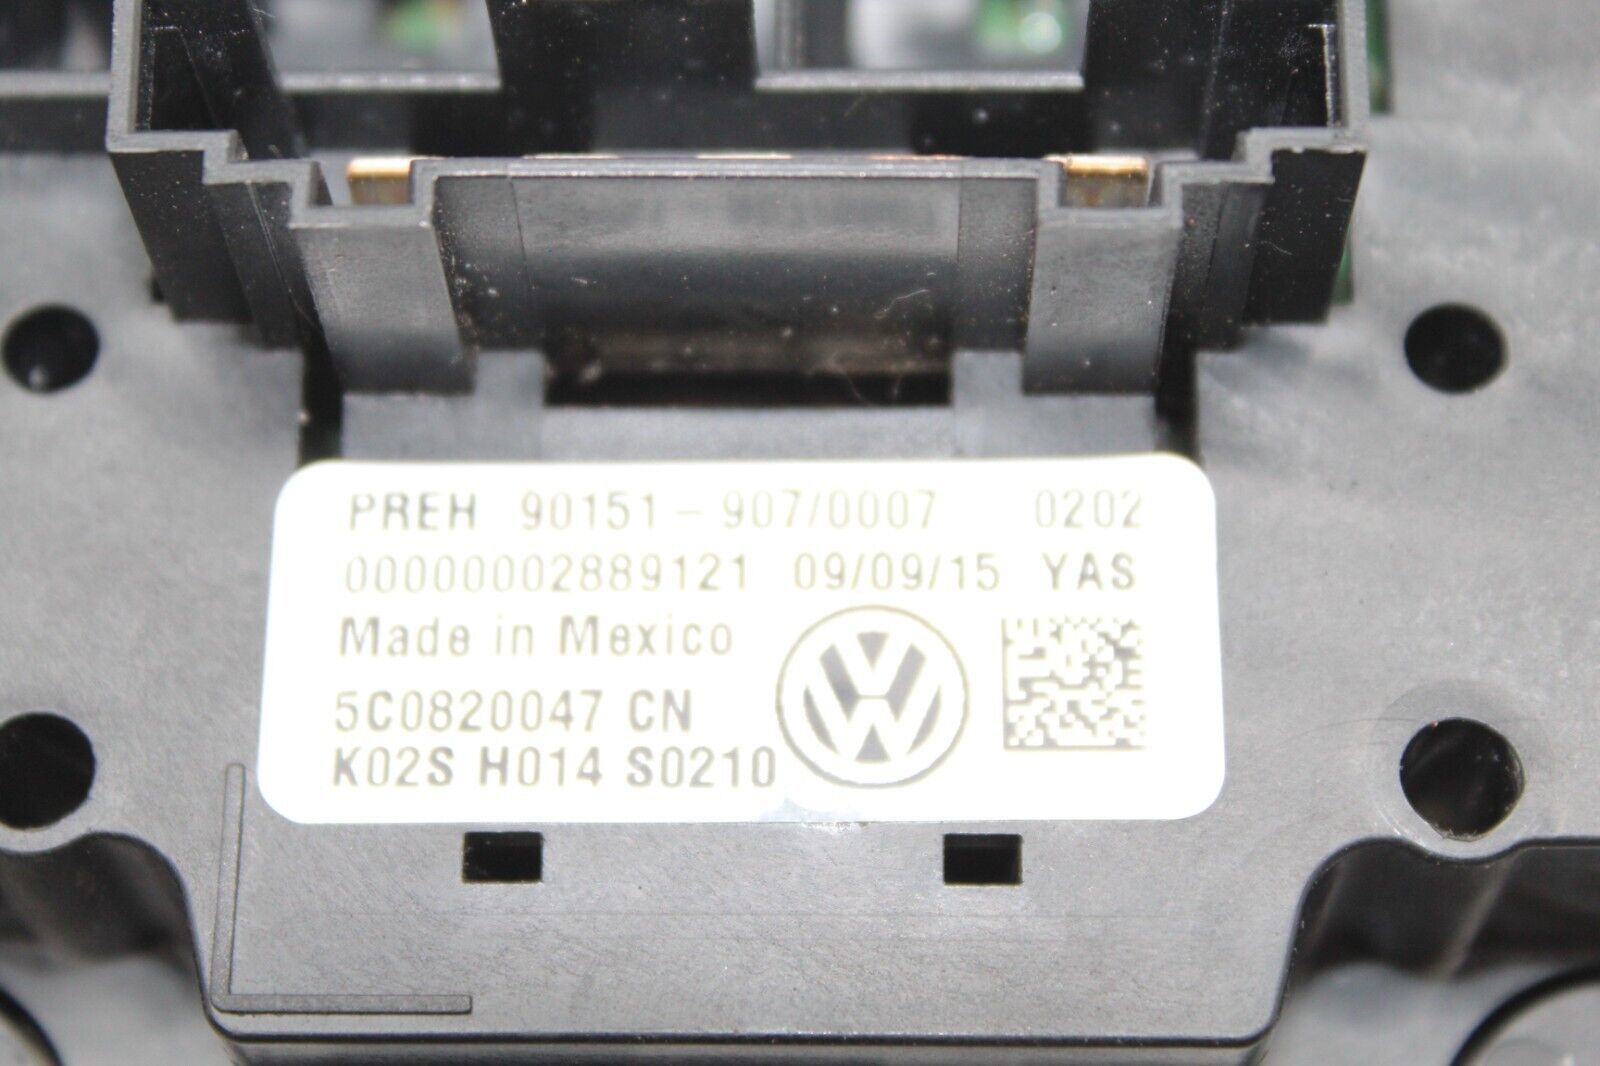 PREH 90151-907/0007 0202
00000002889121 09/09/15 YAS
Made in Mexico
5C0820047 CN
K02S H014 S0210